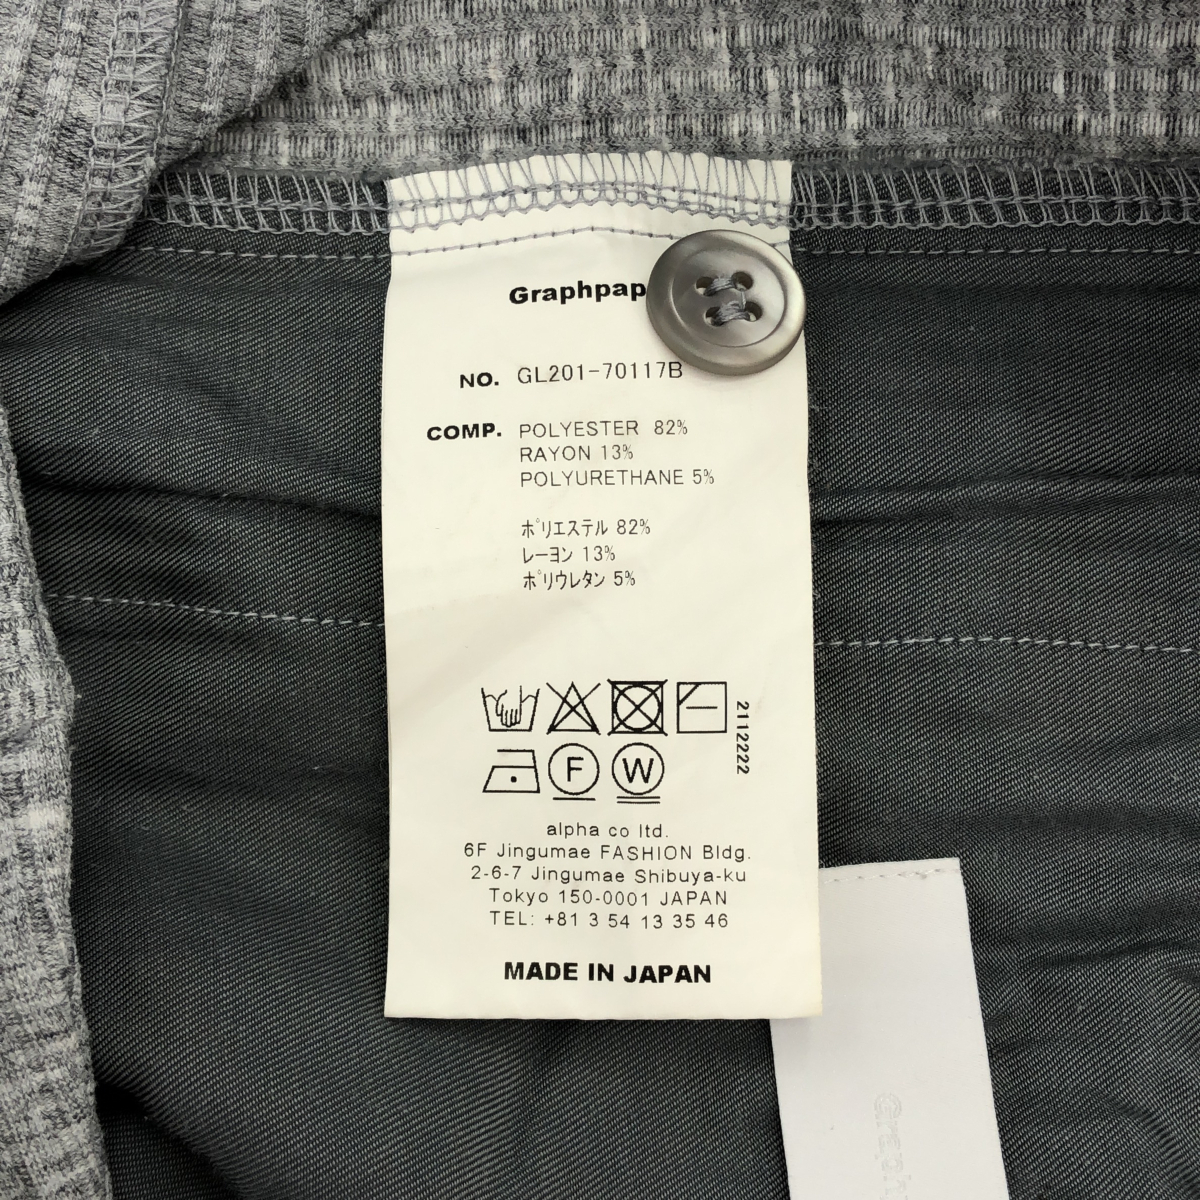 Graphpap
NO. GL201-70117B
COMP. POLYESTER 82%
RAYON 13%
POLYURETHANE 5%
ポリエステル 82%
レーヨン 13%
ポリウレタン 5%
2112222
F W
alpha co ltd.
6F Jingumae FASHION Bldg.
2-6-7 Jingumae Shibuya-ku
Tokyo 150-0001 JAPAN
TEL: +81 3 54 13 35 46
MADE IN JAPAN
Graph